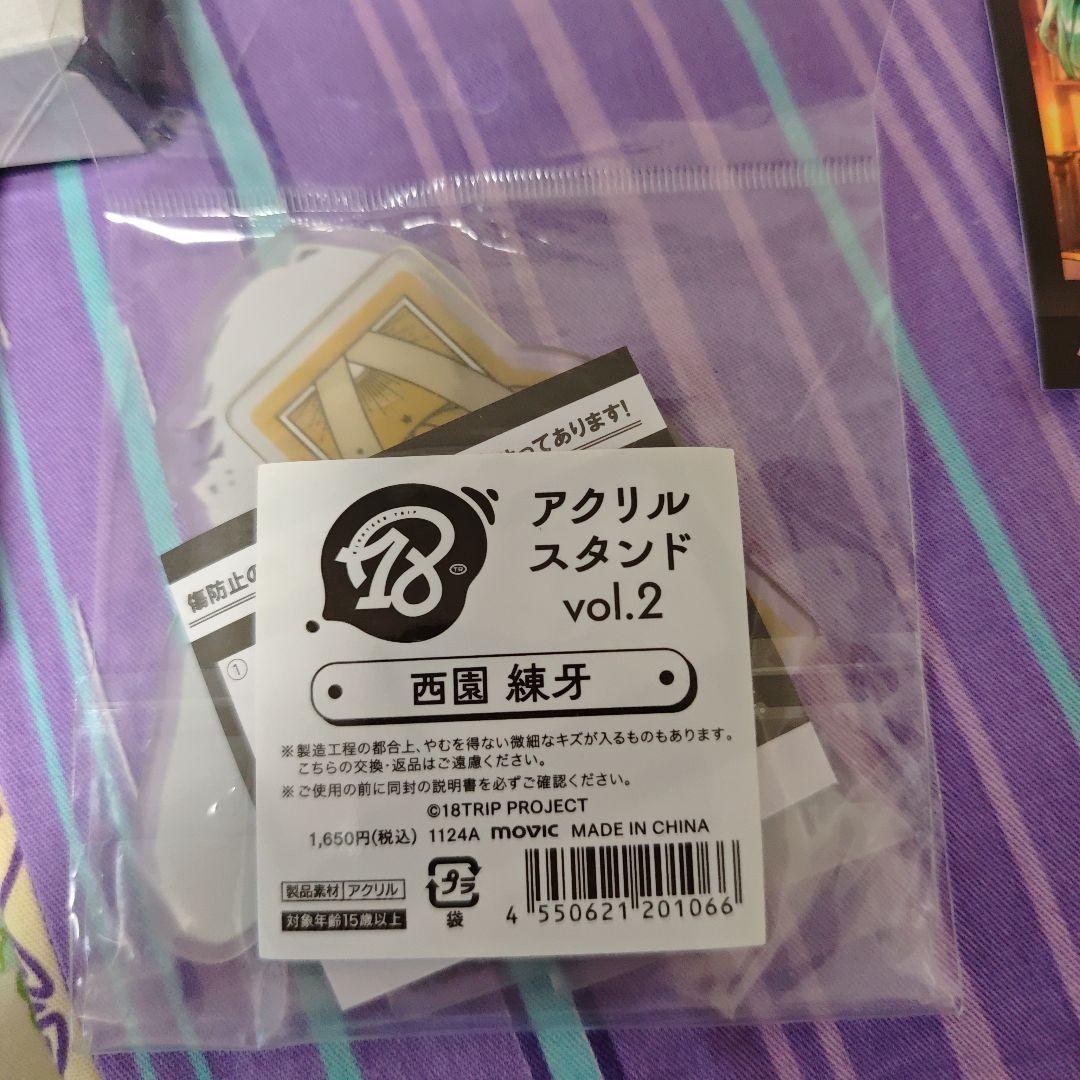 ってあります!
傷防止の
①
EIGHTEEN TRIP
18
TR
アクリル
スタンド
vol.2
西園 練牙
※製造工程の都合上、やむを得ない微細なキズが入るものもあります。
こちらの交換・返品はご遠慮ください。
※ご使用の前に同封の説明書を必ずご確認ください。
©18TRIP PROJECT
1,650円(税込) 1124A movic MADE IN CHINA
製品素材 アクリル
対象年齢15歳以上
プラ
袋
4 550621 201066